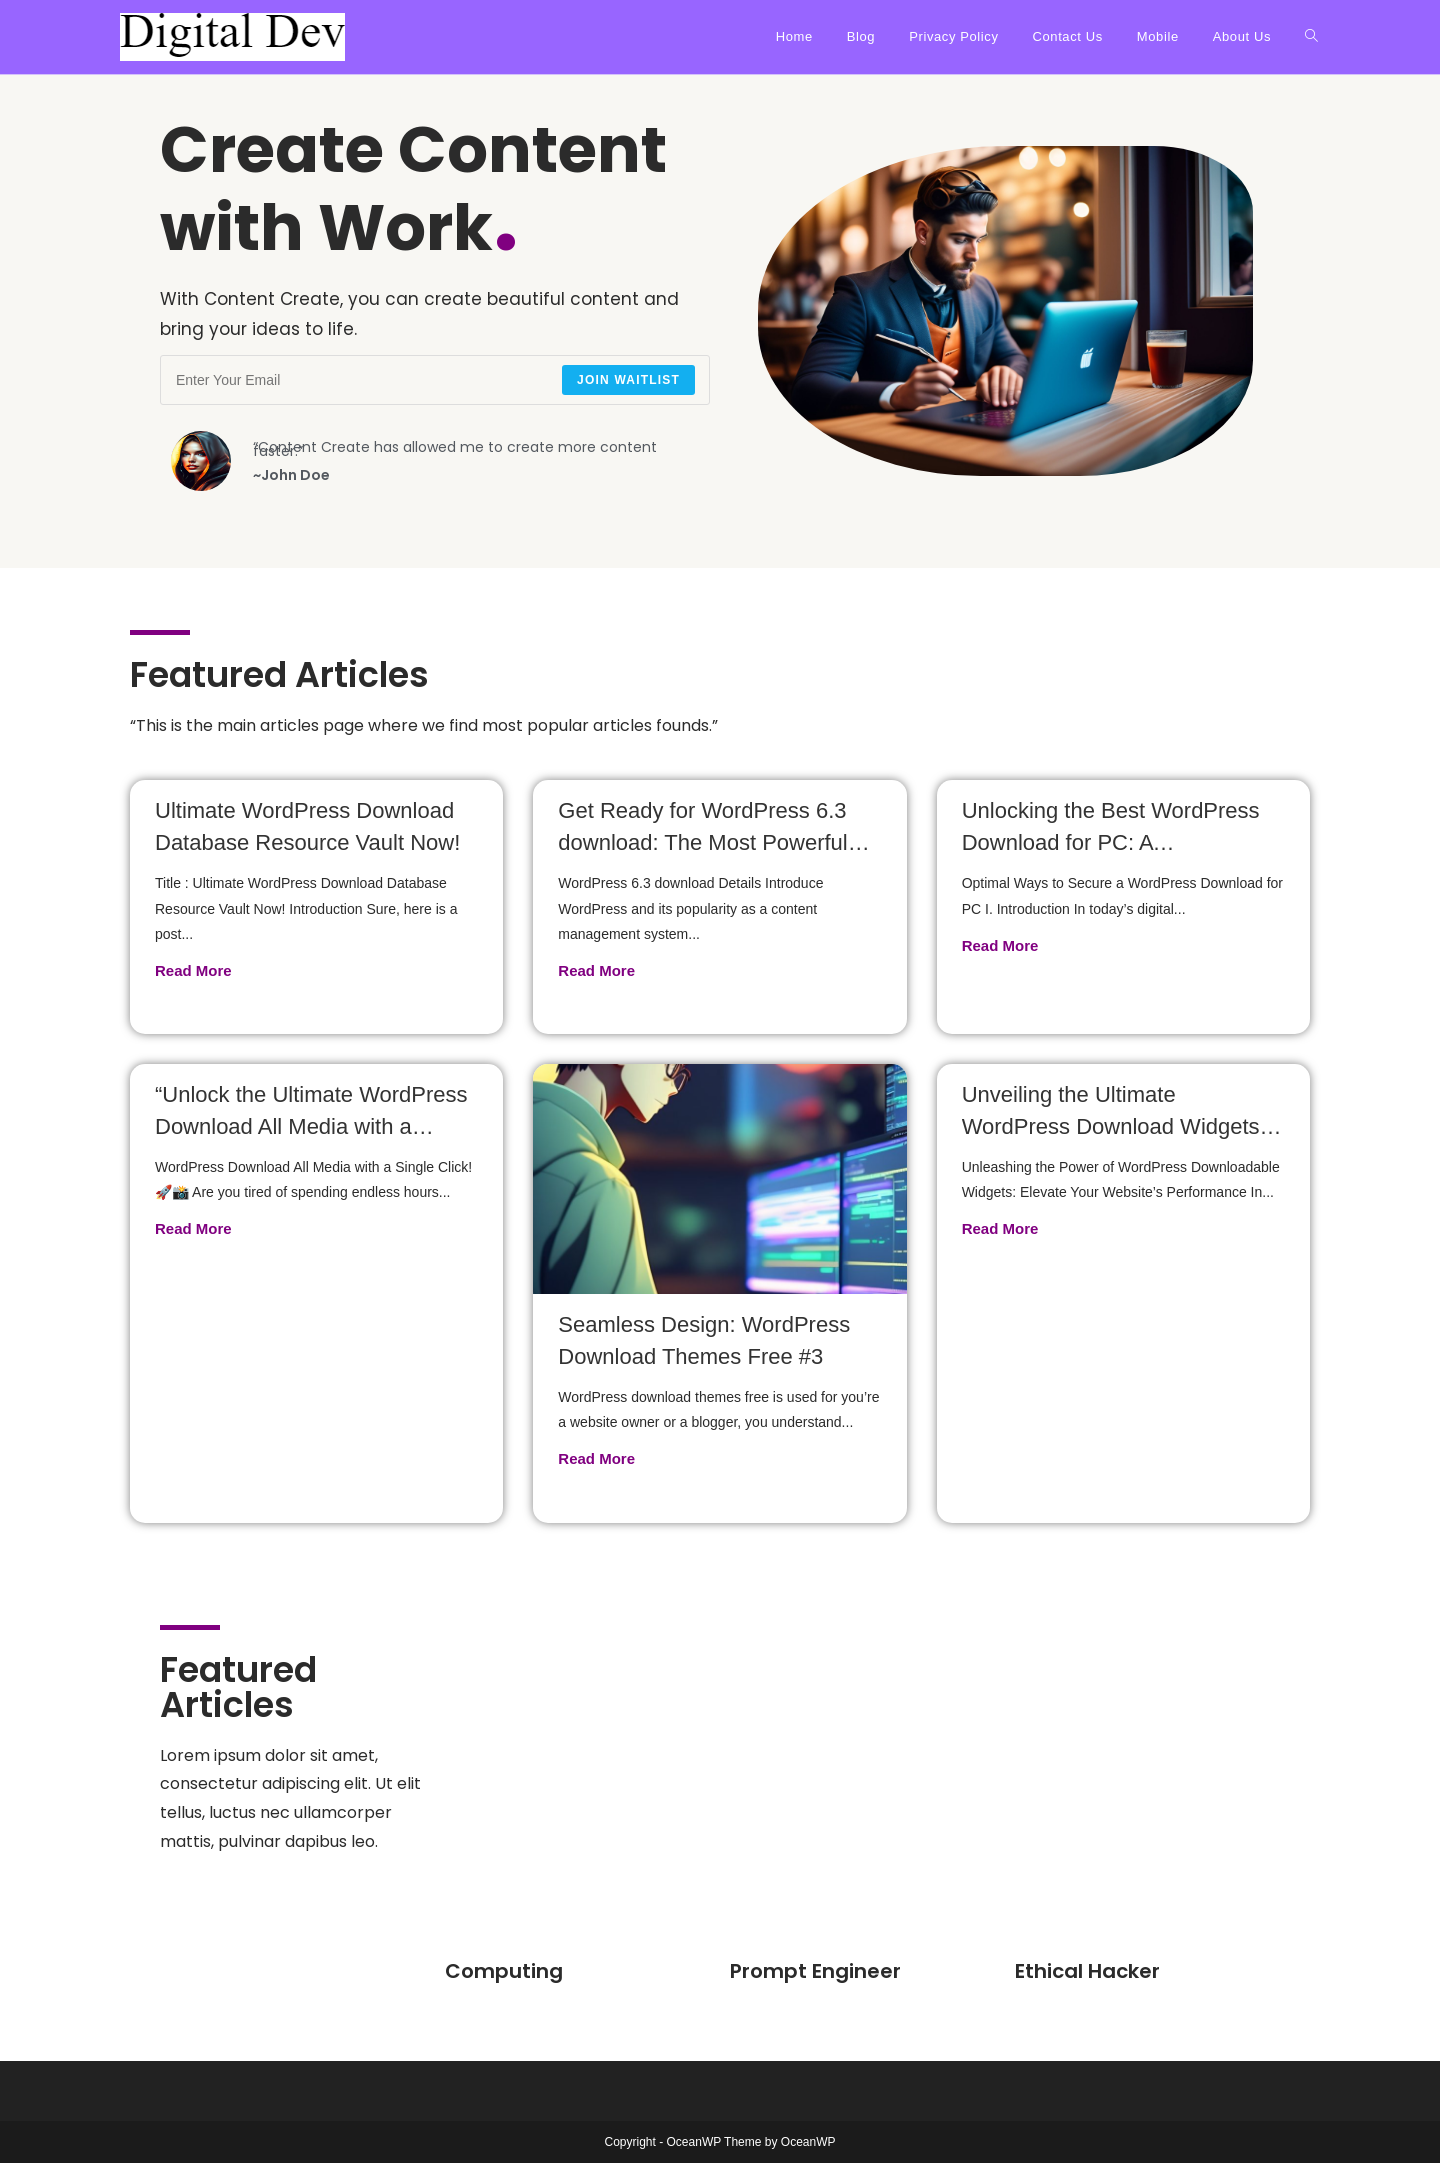 Digital Dev
Home
Blog
Privacy Policy
Contact Us
Mobile
About Us
Create Content
with Work.
With Content Create, you can create beautiful content and
bring your ideas to life.
Enter Your Email
JOIN WAITLIST
“Content Create has allowed me to create more content
faster.”
~John Doe
Featured Articles
“This is the main articles page where we find most popular articles founds.”
Ultimate WordPress Download
Database Resource Vault Now!
Title : Ultimate WordPress Download Database
Resource Vault Now! Introduction Sure, here is a
post...
Read More
Get Ready for WordPress 6.3
download: The Most Powerful…
WordPress 6.3 download Details Introduce
WordPress and its popularity as a content
management system...
Read More
Unlocking the Best WordPress
Download for PC: A…
Optimal Ways to Secure a WordPress Download for
PC I. Introduction In today’s digital...
Read More
“Unlock the Ultimate WordPress
Download All Media with a…
WordPress Download All Media with a Single Click!
🚀📸 Are you tired of spending endless hours...
Read More
Seamless Design: WordPress
Download Themes Free #3
WordPress download themes free is used for you’re
a website owner or a blogger, you understand...
Read More
Unveiling the Ultimate
WordPress Download Widgets…
Unleashing the Power of WordPress Downloadable
Widgets: Elevate Your Website’s Performance In...
Read More
Featured
Articles
Lorem ipsum dolor sit amet,
consectetur adipiscing elit. Ut elit
tellus, luctus nec ullamcorper
mattis, pulvinar dapibus leo.
Computing
Prompt Engineer
Ethical Hacker
Copyright - OceanWP Theme by OceanWP